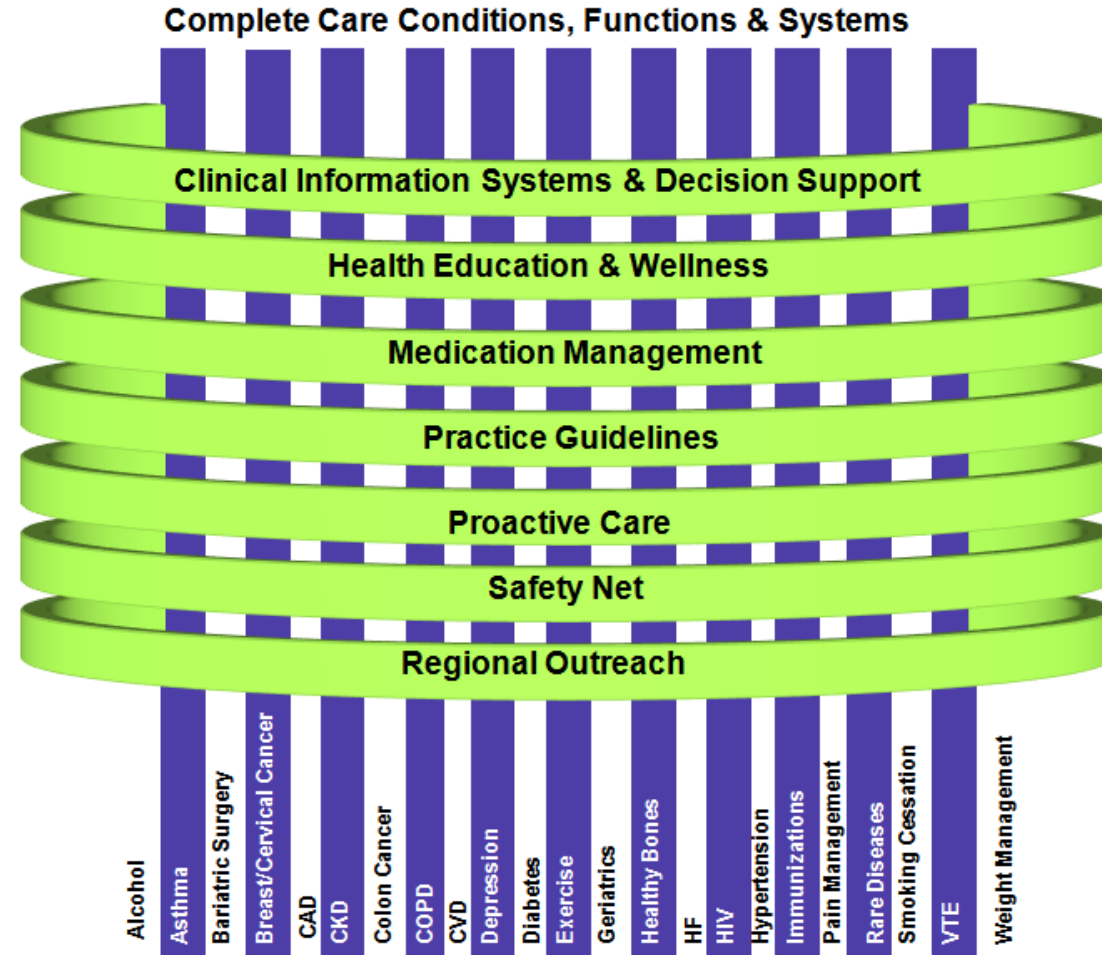 Complete Care Conditions, Functions & Systems
Clinical Information Systems & Decision Support
Health Education & Wellness
Medication Management
Practice Guidelines
Proactive Care
Safety Net
Regional Outreach
Alcohol
Asthma
Bariatric Surgery
Breast/Cervical Cancer
CAD
CKD
Colon Cancer
COPD
CVD
Depression
Diabetes
Exercise
Geriatrics
Healthy Bones
HF
HIV
Hypertension
Immunizations
Pain Management
Rare Diseases
Smoking Cessation
VTE
Weight Management